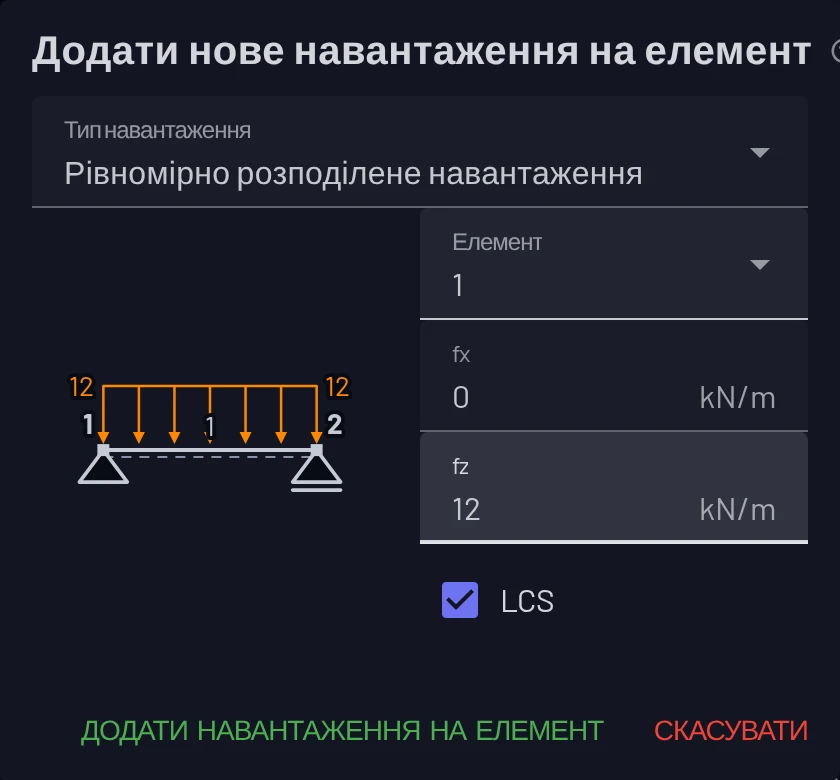 Додати нове навантаження на елемент
Тип навантаження
Рівномірно розподілене навантаження
Елемент
1
fx
0 kN/m
fz
12 kN/m
LCS
12 12
1 1 2
ДОДАТИ НАВАНТАЖЕННЯ НА ЕЛЕМЕНТ СКАСУВАТИ